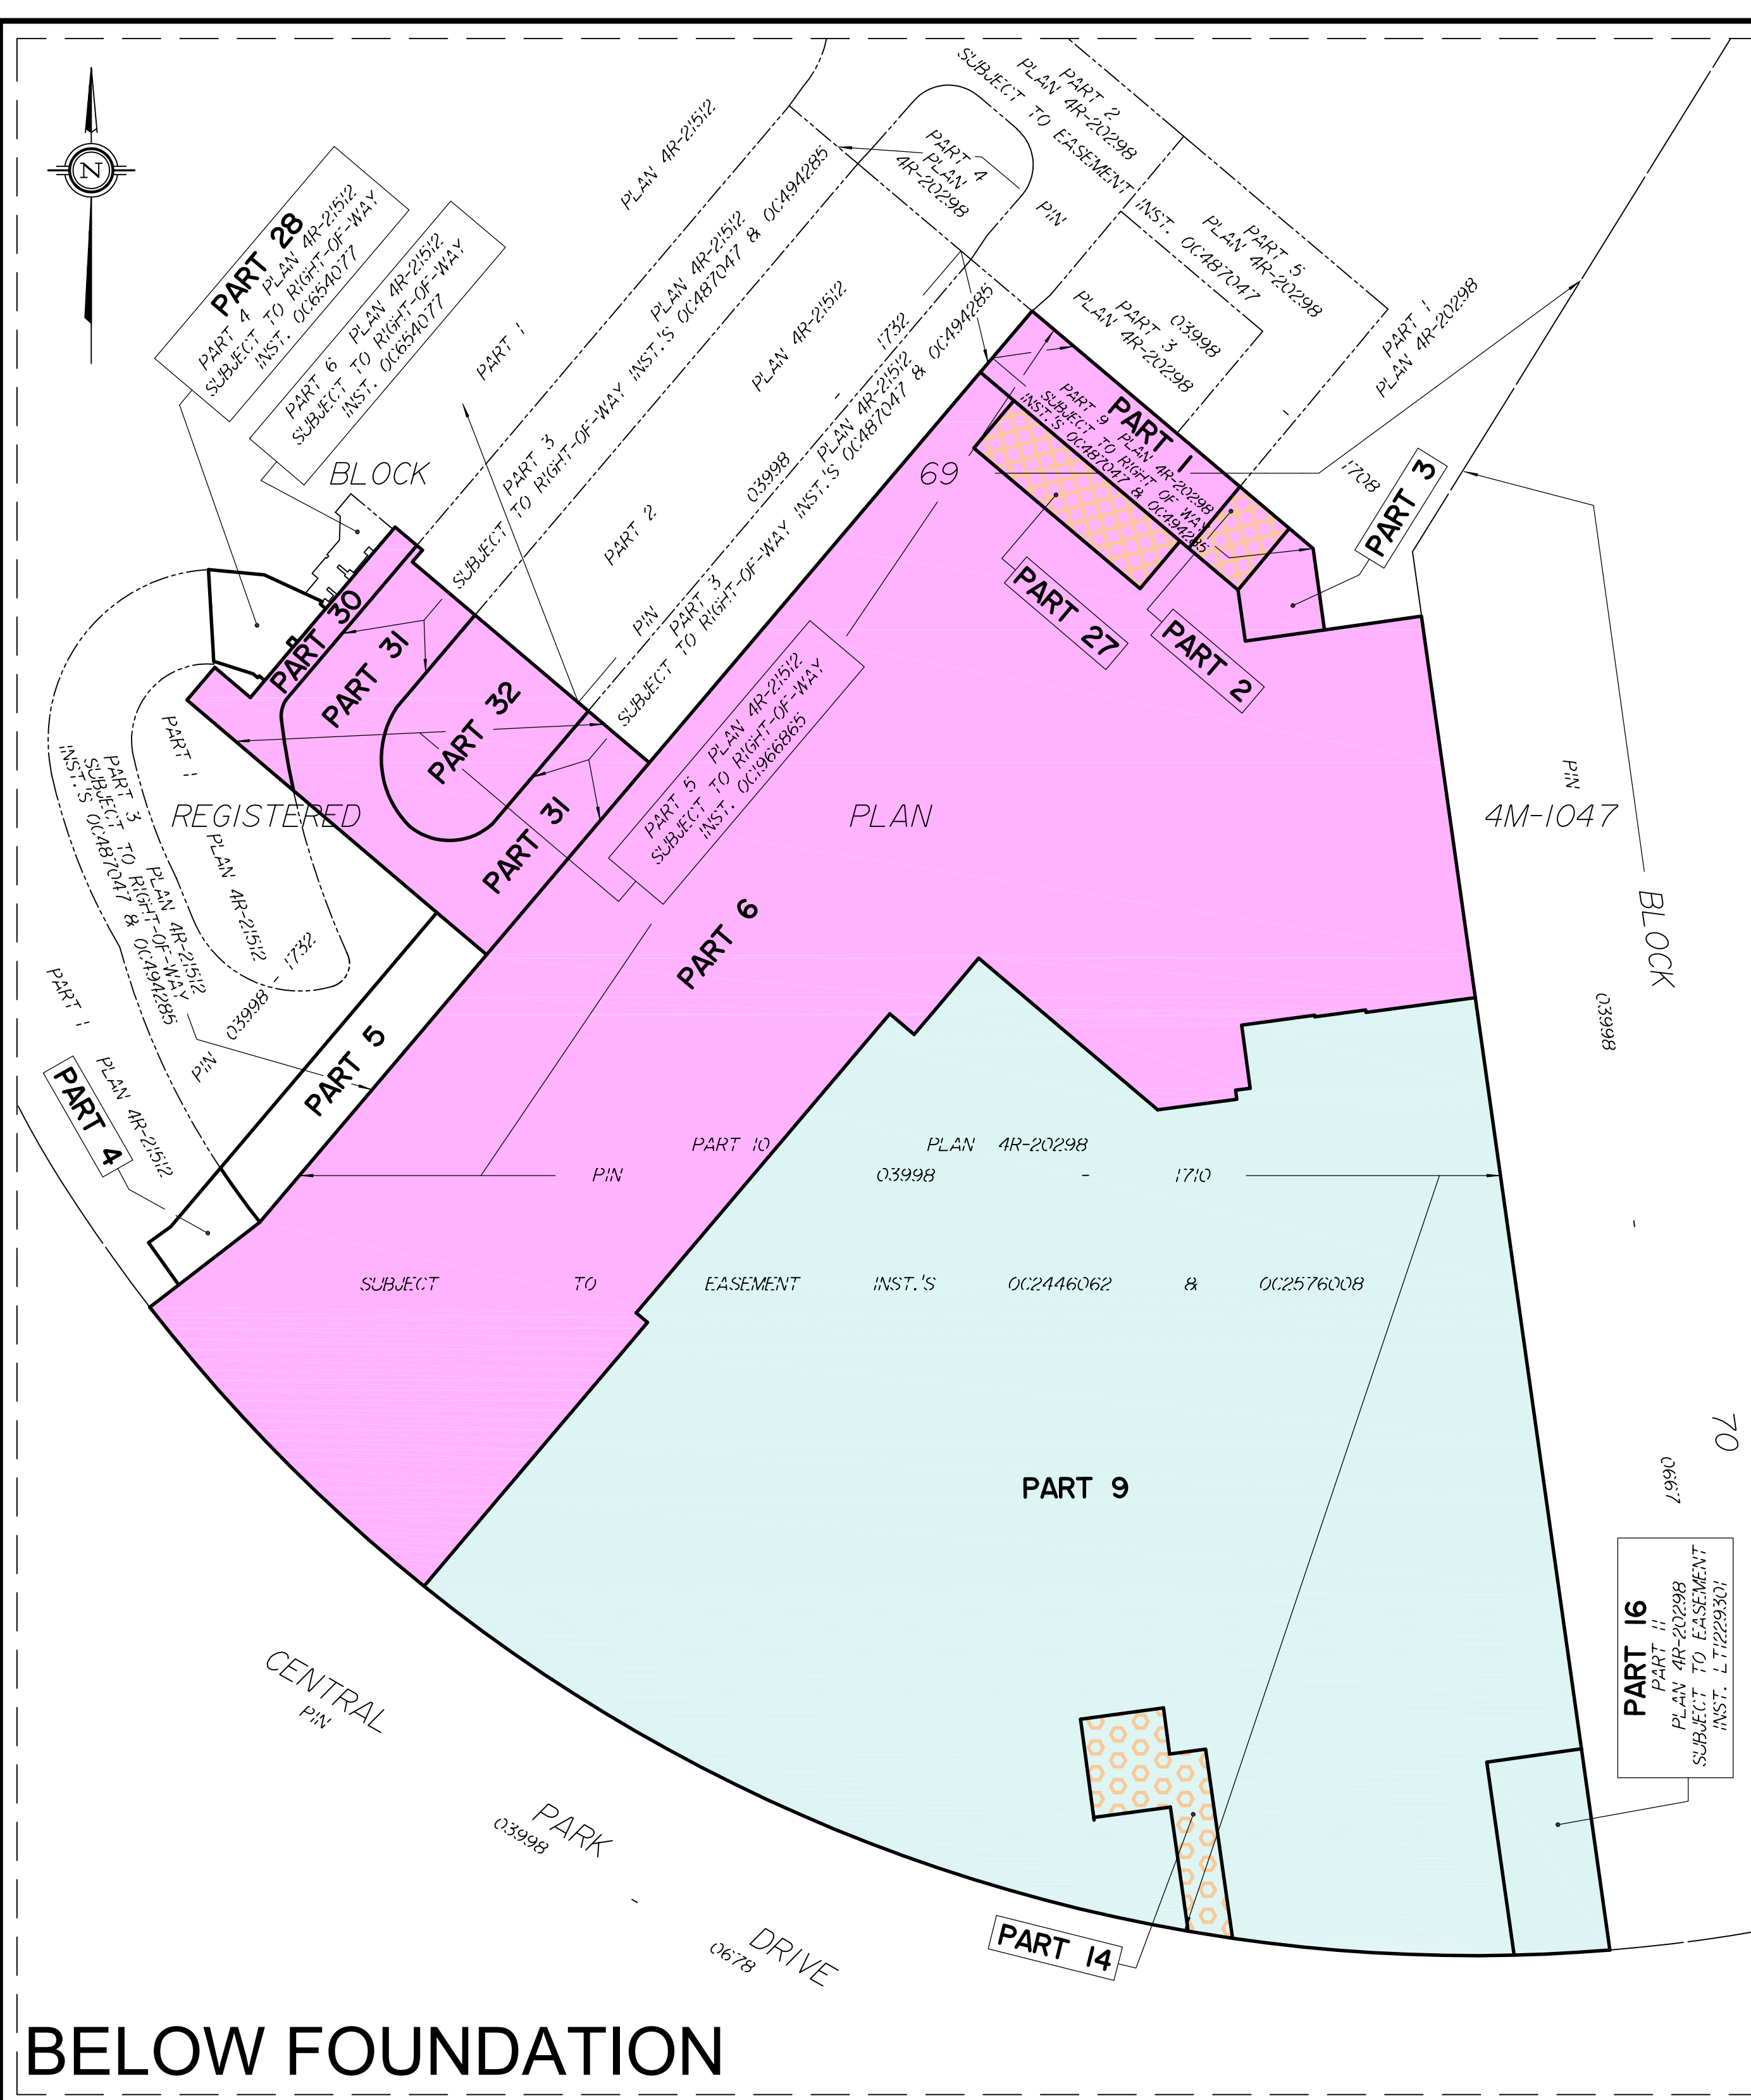 N
PART 28
PART 4 PLAN 4R-21512
SUBJECT TO RIGHT-OF-WAY
INST. OC654077
PART 6 PLAN 4R-21512
SUBJECT TO RIGHT-OF-WAY
INST. OC654077
BLOCK
PART 1
PLAN 4R-21512
PART 3 PLAN 4R-21512
SUBJECT TO RIGHT-OF-WAY INST.'S OC487047 & OC494285
PART 2
PLAN 4R-21512
PIN 03998 - 1732
PART 3 PLAN 4R-21512
SUBJECT TO RIGHT-OF-WAY INST.'S OC487047 & OC494285
PART 4
PLAN
4R-20298
PART 2
PLAN 4R-20298
SUBJECT TO EASEMENT INST. OC487047
PART 5
PLAN 4R-20298
PIN 03998 - 1708
PART 3
PLAN 4R-20298
PART 1
PLAN 4R-20298
69
PART 1
PART 9 PLAN 4R-20298
SUBJECT TO RIGHT OF WAY
INST.'S OC487047 & OC494285
PART 3
PART 27
PART 2
PART 30
PART 31
PART 32
PART 31
PART 5 PLAN 4R-21512
SUBJECT TO RIGHT-OF-WAY
INST. OC1966865
REGISTERED
PLAN
4M-1047
PART 1
PLAN 4R-21512
PART 3 PLAN 4R-21512
SUBJECT TO RIGHT-OF-WAY
INST.'S OC487047 & OC494285
PIN 03998 - 1732
PART 1 PLAN 4R-21512
PART 4
PART 5
PART 6
PIN 03998 - 0967
BLOCK
70
PART 10 PLAN 4R-20298
PIN 03998 - 1710
SUBJECT TO EASEMENT INST.'S OC2446062 & OC2576008
PART 9
PART 16
PART 11
PLAN 4R-20298
SUBJECT TO EASEMENT
INST. LT1229301
PART 14
CENTRAL PARK DRIVE
PIN 03998 - 0678
BELOW FOUNDATION